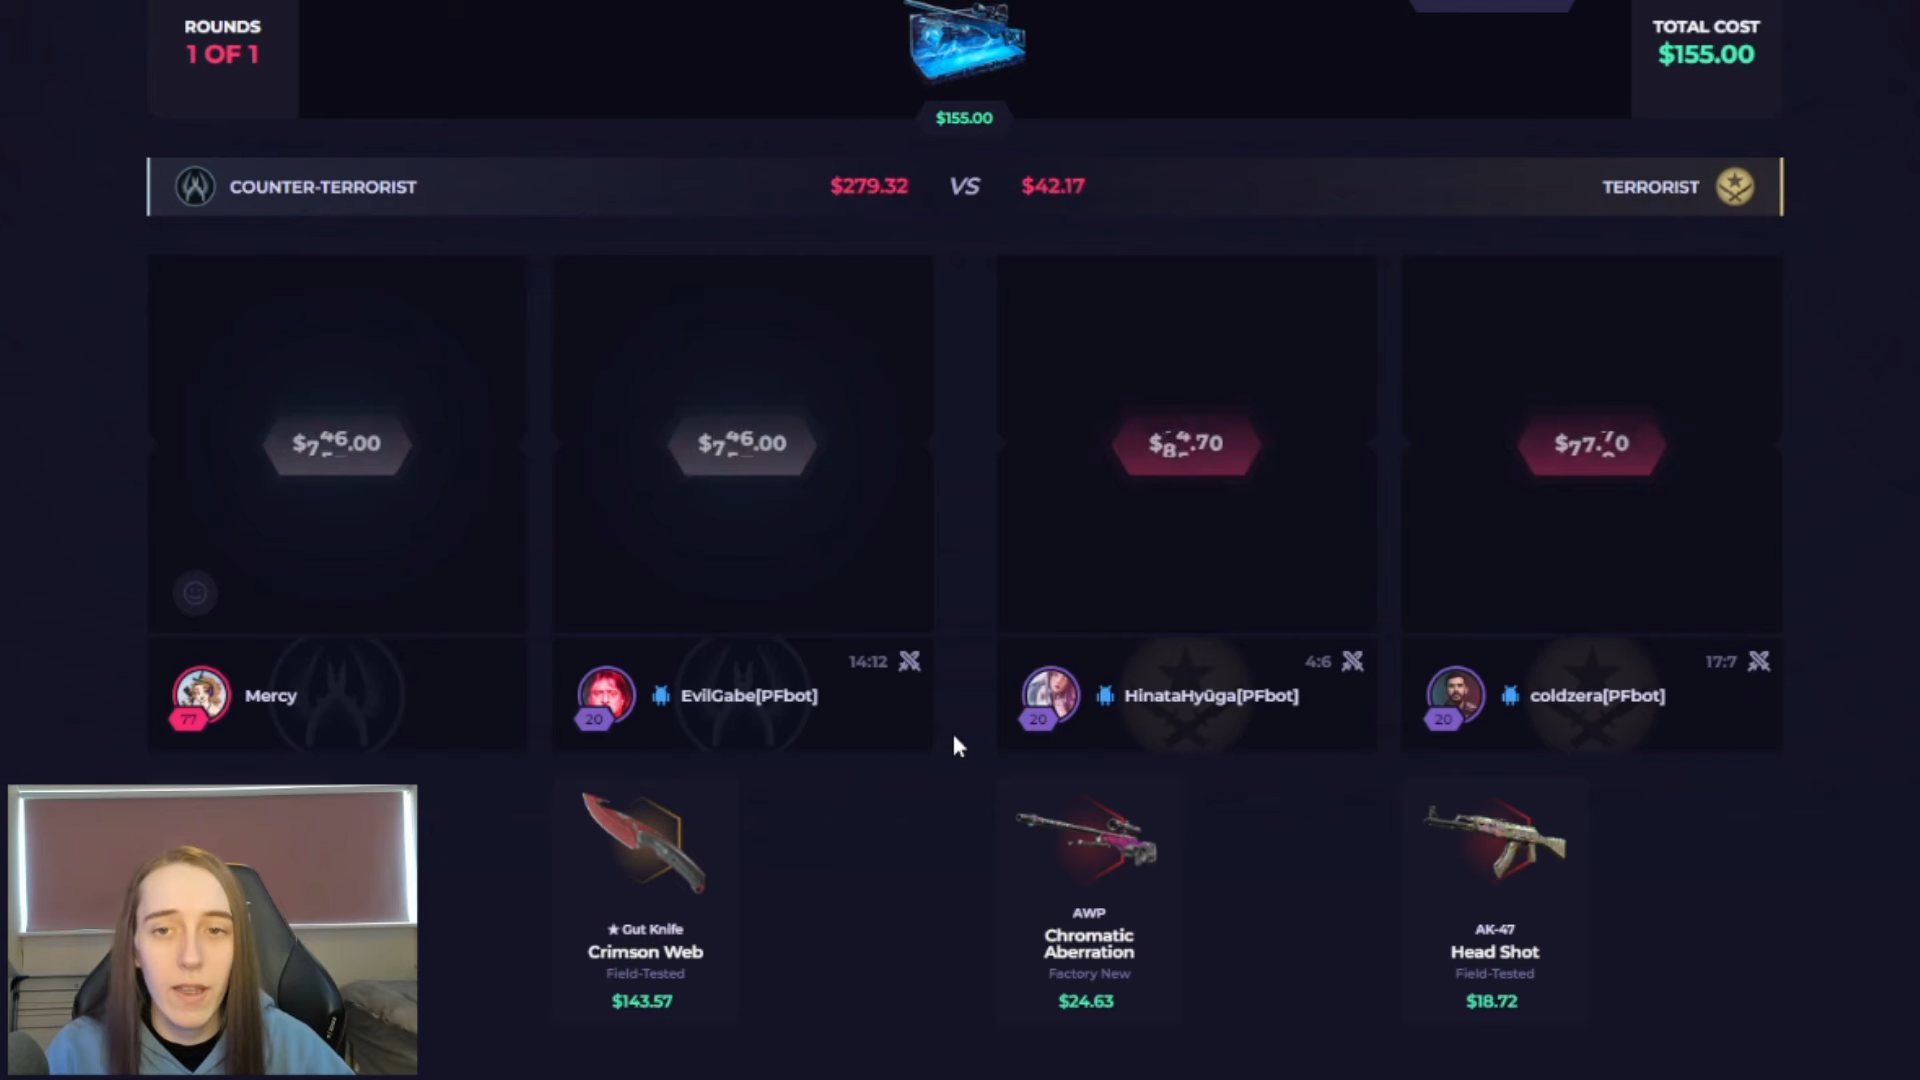 ROUNDS
1 OF 1
TOTAL COST
$155.00
$155.00
COUNTER-TERRORIST
$279.32
VS
$42.17
TERRORIST
14:12
4:6
17:7
77
Mercy
20
EvilGabe[PFbot]
20
HinataHyūga[PFbot]
20
coldzera[PFbot]
★ Gut Knife
Crimson Web
Field-Tested
$143.57
AWP
Chromatic
Aberration
Factory New
$24.63
AK-47
Head Shot
Field-Tested
$18.72